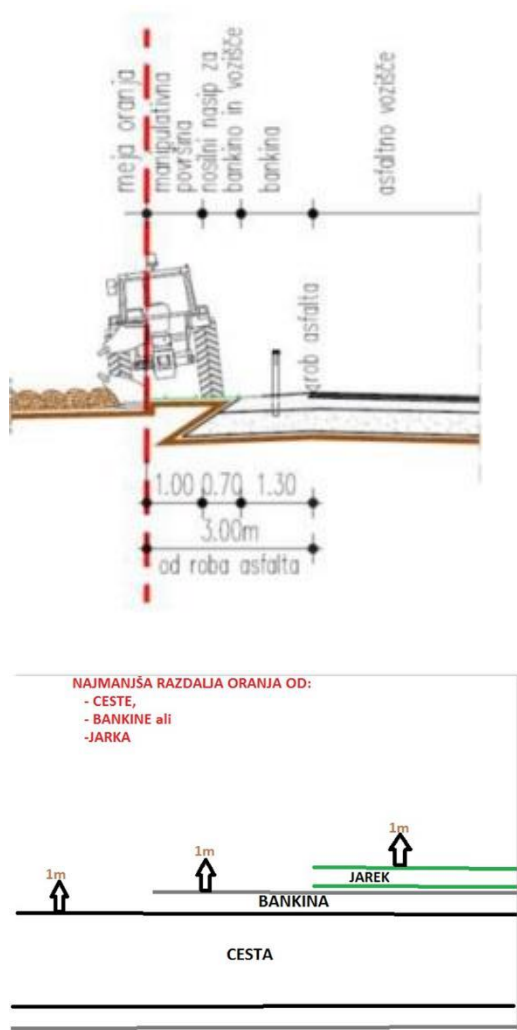 meja oranja
manipulativna
površina
nosilni nasip za
bankino in vozišče
bankina
asfaltno vozišče
rob asfalta
1.00 0.70 1.30
3.00m
od roba asfalta
NAJMANJŠA RAZDALJA ORANJA OD:
- CESTE,
- BANKINE ali
-JARKA
1m
1m
1m
JAREK
BANKINA
CESTA